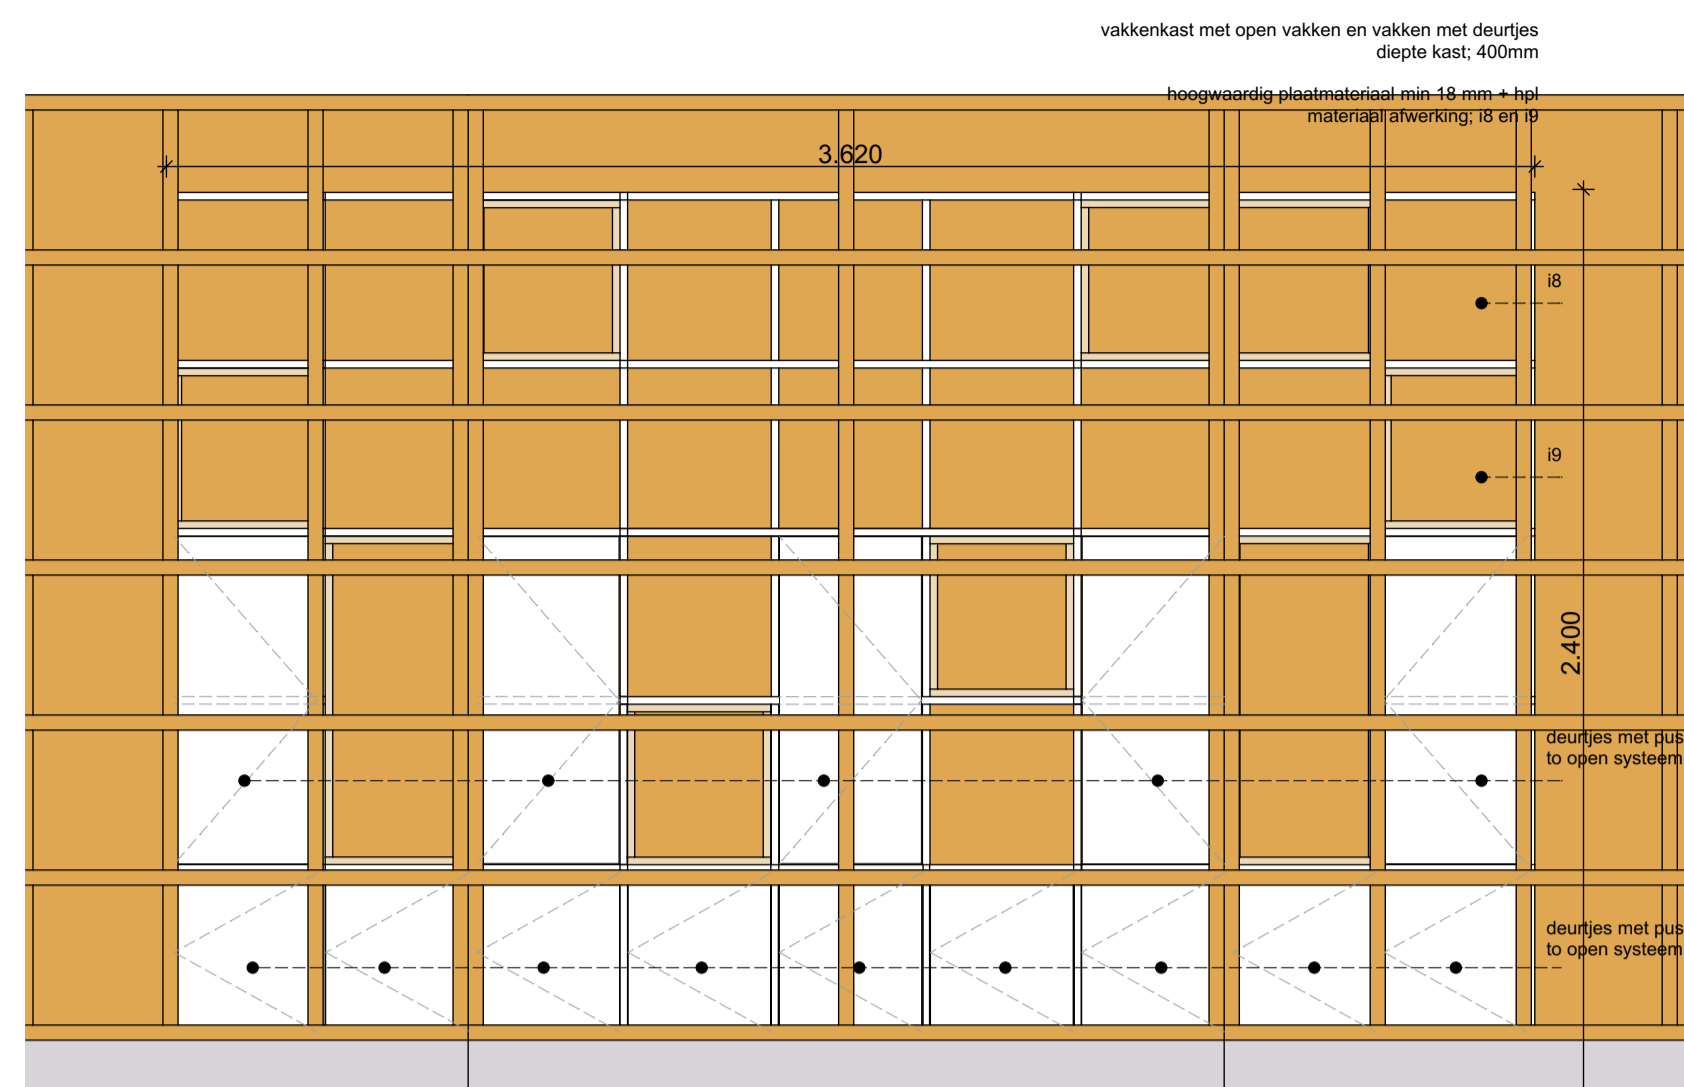 vakkenkast met open vakken en vakken met deurtjes
diepte kast; 400mm
hoogwaardig plaatmateriaal min 18 mm + hpl
materiaal afwerking; i8 en i9
3.620
i8
i9
2.400
deurtjes met pus
to open systeem
deurtjes met pus
to open systeem